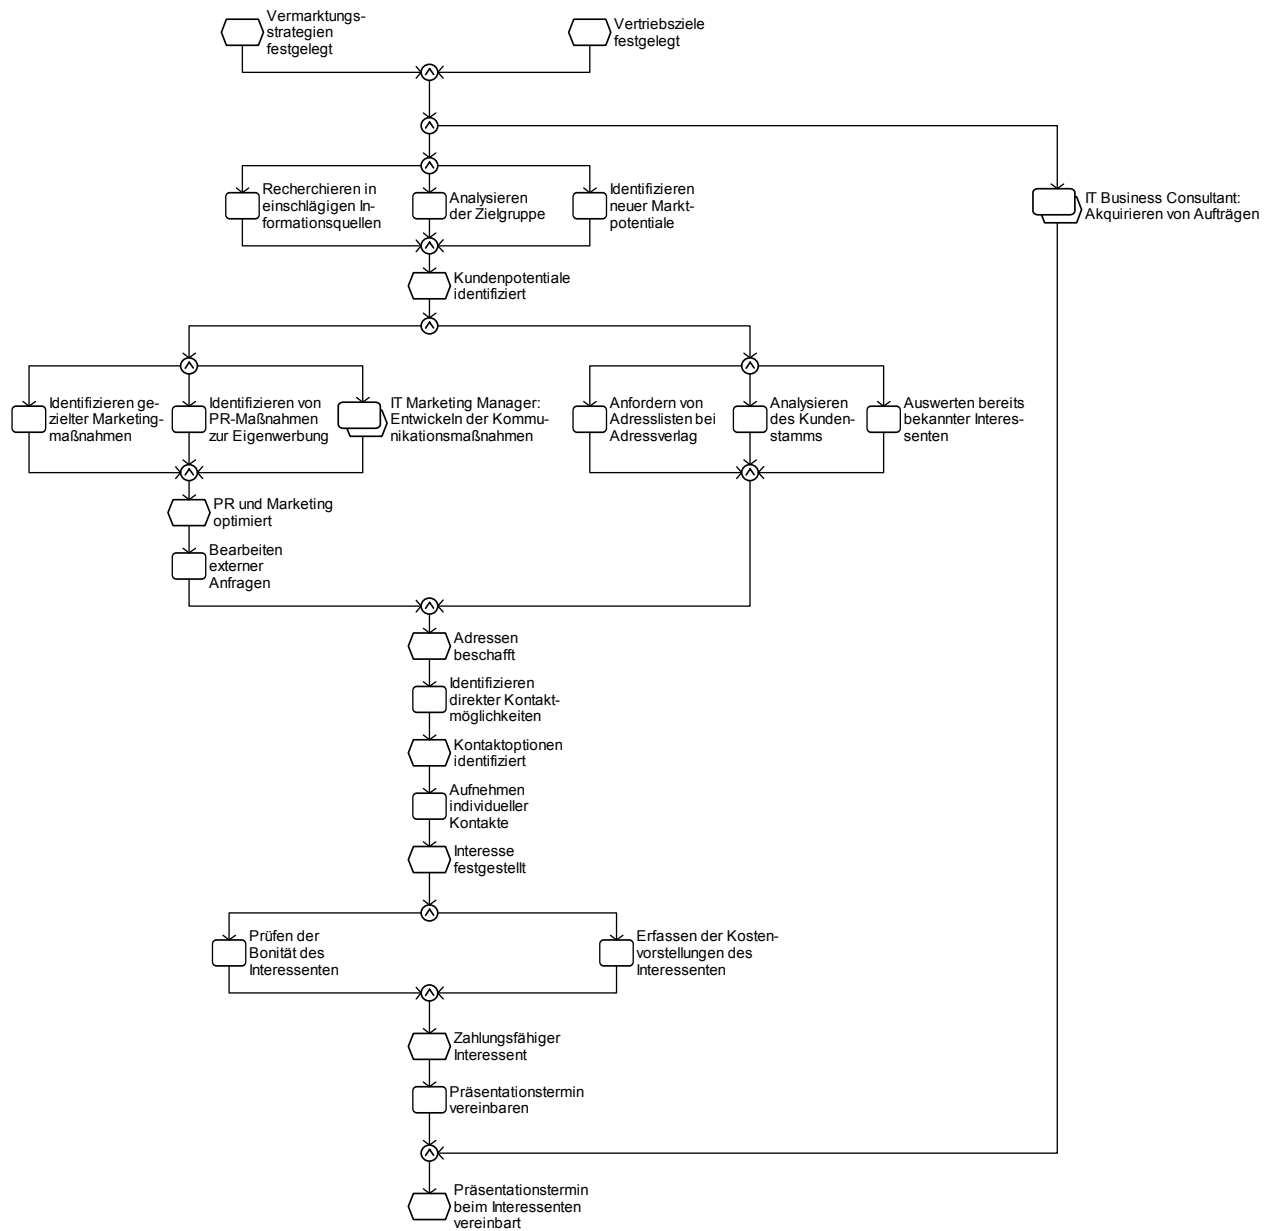 Vermarktungs-
strategien
festgelegt
Vertriebsziele
festgelegt
Recherchieren in
einschlägigen In-
formationsquellen
Analysieren
der Zielgruppe
Identifizieren
neuer Markt-
potentiale
IT Business Consultant:
Akquirieren von Aufträgen
Kundenpotentiale
identifiziert
Identifizieren ge-
zielter Marketing-
maßnahmen
Identifizieren von
PR-Maßnahmen
zur Eigenwerbung
IT Marketing Manager:
Entwickeln der Kommu-
nikationsmaßnahmen
Anfordern von
Adresslisten bei
Adressverlag
Analysieren
des Kunden-
stamms
Auswerten bereits
bekannter Interes-
senten
PR und Marketing
optimiert
Bearbeiten
externer
Anfragen
Adressen
beschafft
Identifizieren
direkter Kontakt-
möglichkeiten
Kontaktoptionen
identifiziert
Aufnehmen
individueller
Kontakte
Interesse
festgestellt
Prüfen der
Bonität des
Interessenten
Erfassen der Kosten-
vorstellungen des
Interessenten
Zahlungsfähiger
Interessent
Präsentationstermin
vereinbaren
Präsentationstermin
beim Interessenten
vereinbart